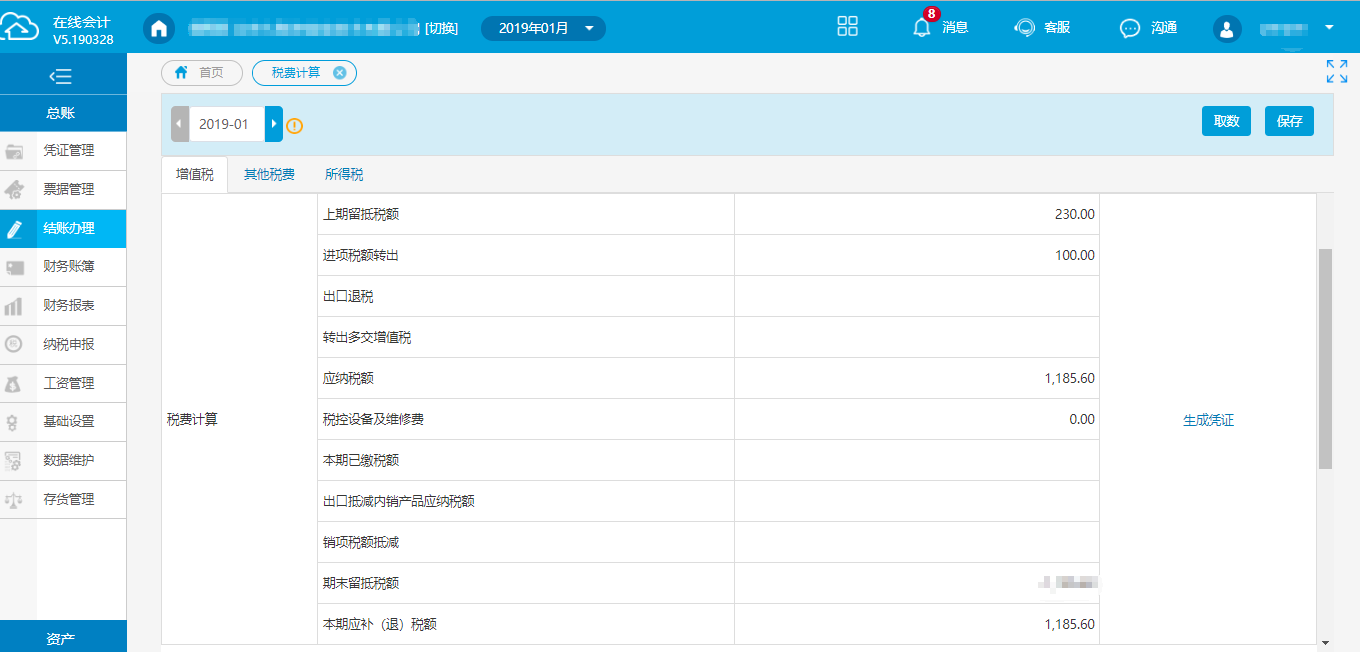 在线会计
V5.190328
[切换]
2019年01月
8
消息
客服
沟通
总账
凭证管理
票据管理
结账办理
财务账簿
财务报表
纳税申报
工资管理
基础设置
数据维护
存货管理
资产
首页
税费计算
2019-01
取数
保存
增值税
其他税费
所得税
税费计算
上期留抵税额 230.00
进项税额转出 100.00
出口退税
转出多交增值税
应纳税额 1,185.60
税控设备及维修费 0.00
本期已缴税额
出口抵减内销产品应纳税额
销项税额抵减
期末留抵税额
本期应补（退）税额 1,185.60
生成凭证